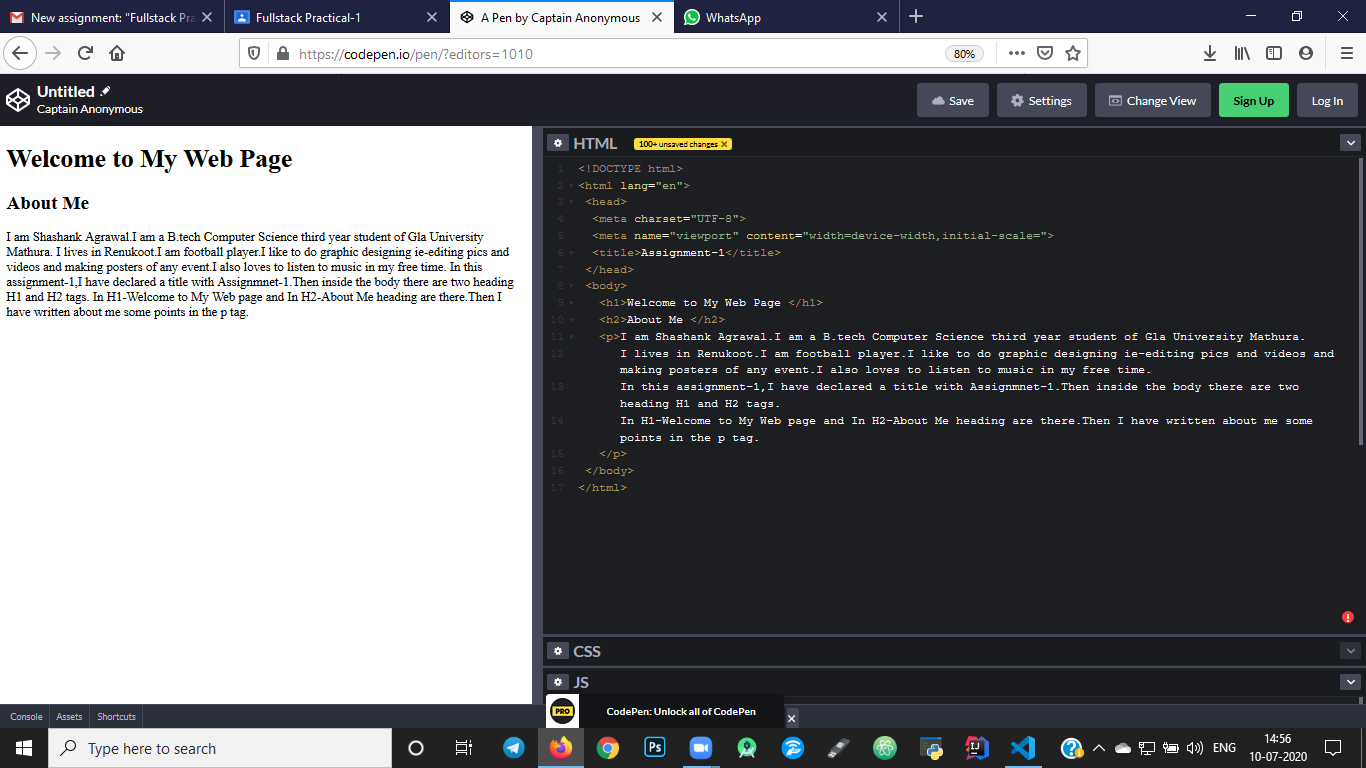 New assignment: "Fullstack Pra
Fullstack Practical-1
A Pen by Captain Anonymous
WhatsApp
https://codepen.io/pen/?editors=1010
80%
Untitled
Captain Anonymous
Save
Settings
Change View
Sign Up
Log In
Welcome to My Web Page
About Me
I am Shashank Agrawal.I am a B.tech Computer Science third year student of Gla University
Mathura. I lives in Renukoot.I am football player.I like to do graphic designing ie-editing pics and
videos and making posters of any event.I also loves to listen to music in my free time. In this
assignment-1,I have declared a title with Assignmnet-1.Then inside the body there are two heading
H1 and H2 tags. In H1-Welcome to My Web page and In H2-About Me heading are there.Then I
have written about me some points in the p tag.
HTML
100+ unsaved changes X
1 <!DOCTYPE html>
2 <html lang="en">
3 <head>
4 <meta charset="UTF-8">
5 <meta name="viewport" content="width=device-width,initial-scale=">
6 <title>Assignment-1</title>
7 </head>
8 <body>
9 <h1>Welcome to My Web Page </h1>
10 <h2>About Me </h2>
11 <p>I am Shashank Agrawal.I am a B.tech Computer Science third year student of Gla University Mathura.
12 I lives in Renukoot.I am football player.I like to do graphic designing ie-editing pics and videos and
making posters of any event.I also loves to listen to music in my free time.
13 In this assignment-1,I have declared a title with Assignmnet-1.Then inside the body there are two
heading H1 and H2 tags.
14 In H1-Welcome to My Web page and In H2-About Me heading are there.Then I have written about me some
points in the p tag.
15 </p>
16 </body>
17 </html>
CSS
JS
Console
Assets
Shortcuts
PRO
CodePen: Unlock all of CodePen
Type here to search
Ps
IJ
ENG
14:56
10-07-2020